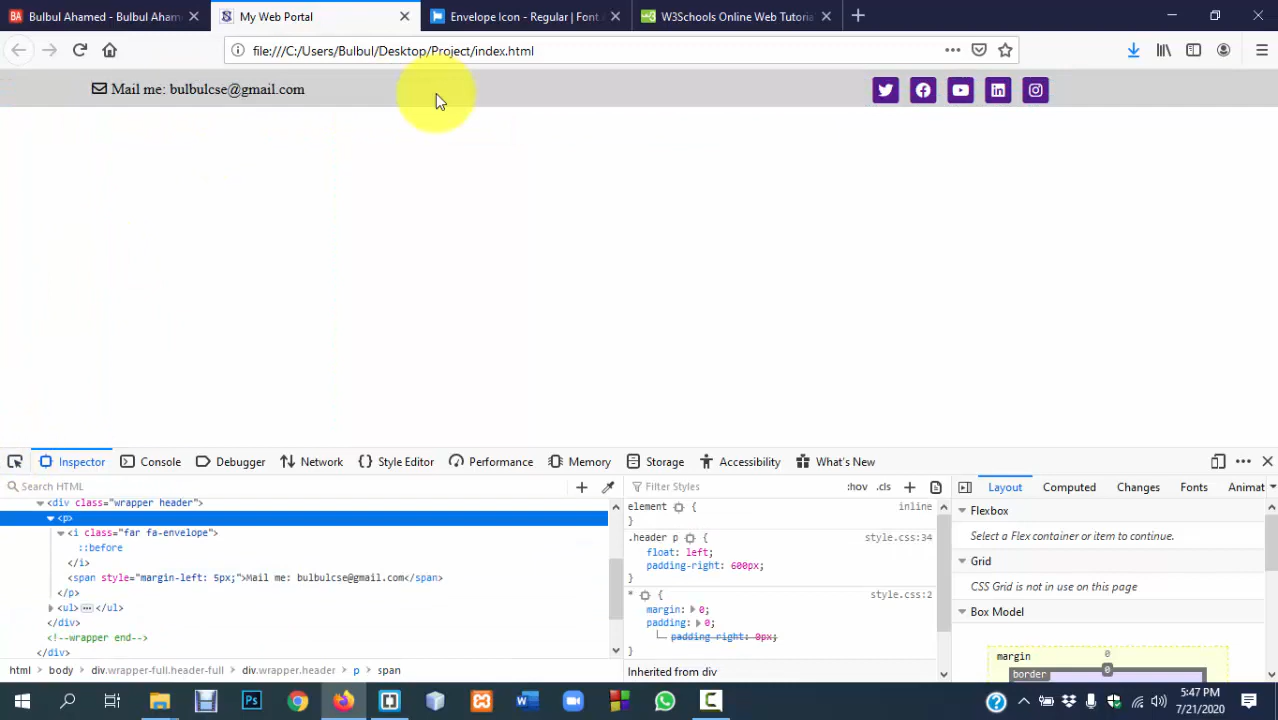 Bulbul Ahamed - Bulbul Aham
My Web Portal
Envelope Icon - Regular | Font A
W3Schools Online Web Tutoria
file:///C:/Users/Bulbul/Desktop/Project/index.html
Mail me: bulbulcse@gmail.com
Inspector
Console
Debugger
Network
Style Editor
Performance
Memory
Storage
Accessibility
What's New
Search HTML
Filter Styles
:hov
.cls
Layout
Computed
Changes
Fonts
Animat
<div class="wrapper header">
<p>
<i class="far fa-envelope">
::before
</i>
<span style="margin-left: 5px;">Mail me: bulbulcse@gmail.com</span>
</p>
<ul> </ul>
</div>
<!--wrapper end-->
</div>
html
body
div.wrapper-full.header-full
div.wrapper.header
p
span
element {
inline
}
.header p {
style.css:34
float: left;
padding-right: 600px;
}
* {
style.css:2
margin: 0;
padding: 0;
padding-right: 0px;
}
Inherited from div
Flexbox
Select a Flex container or item to continue.
Grid
CSS Grid is not in use on this page
Box Model
margin
0
border
0
5:47 PM
7/21/2020